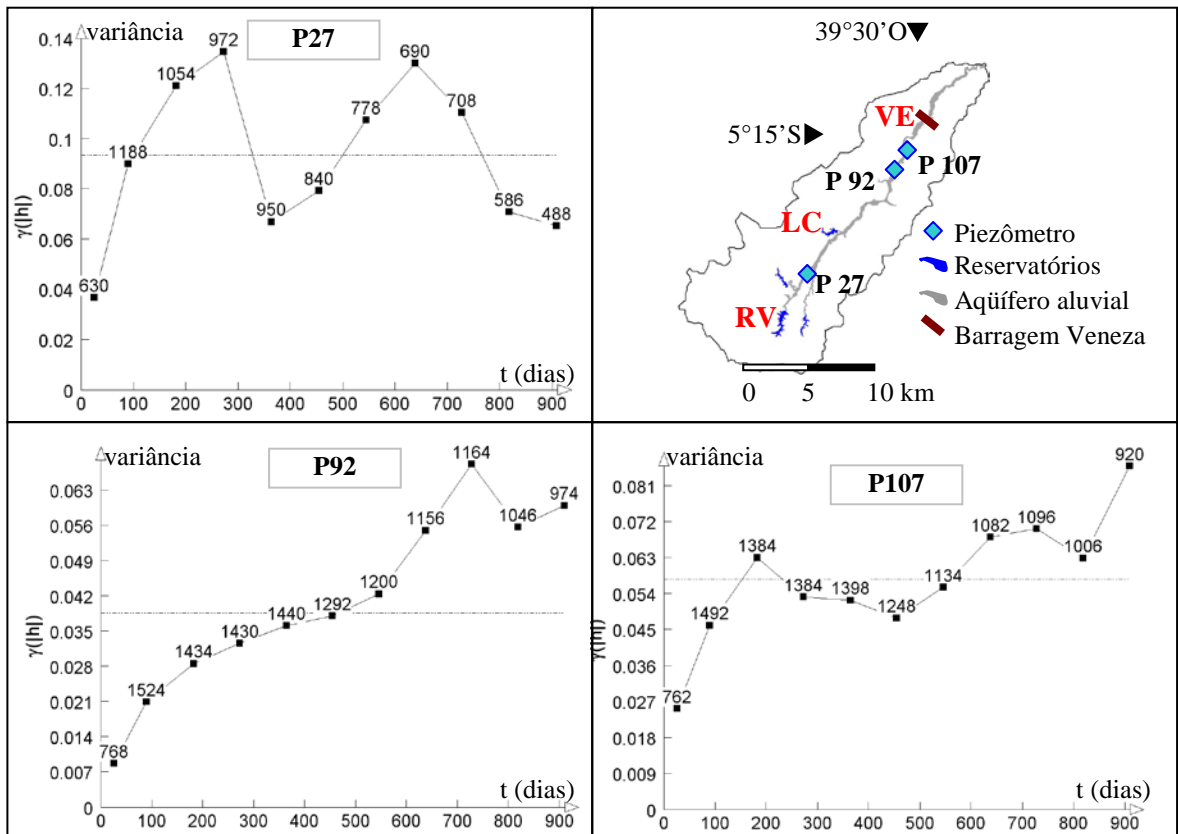 variância
P27
0.14
0.12
0.1
0.08
0.06
0.04
0.02
0
γ(|h|)
630
1188
1054
972
950
840
778
690
708
586
488
0 100 200 300 400 500 600 700 800 900
t (dias)
39°30’O
5°15’S
VE
P 107
P 92
LC
P 27
RV
Piezômetro
Reservatórios
Aqüífero aluvial
Barragem Veneza
0 5 10 km
variância
P92
0.063
0.056
0.049
0.042
0.035
0.028
0.021
0.014
0.007
0
γ(|h|)
768
1524
1434
1430
1440
1292
1200
1156
1164
1046
974
0 100 200 300 400 500 600 700 800 900
t (dias)
variância
P107
0.081
0.072
0.063
0.054
0.045
0.036
0.027
0.018
0.009
0
γ(|h|)
762
1492
1384
1384
1398
1248
1134
1082
1096
1006
920
0 100 200 300 400 500 600 700 800 900
t (dias)